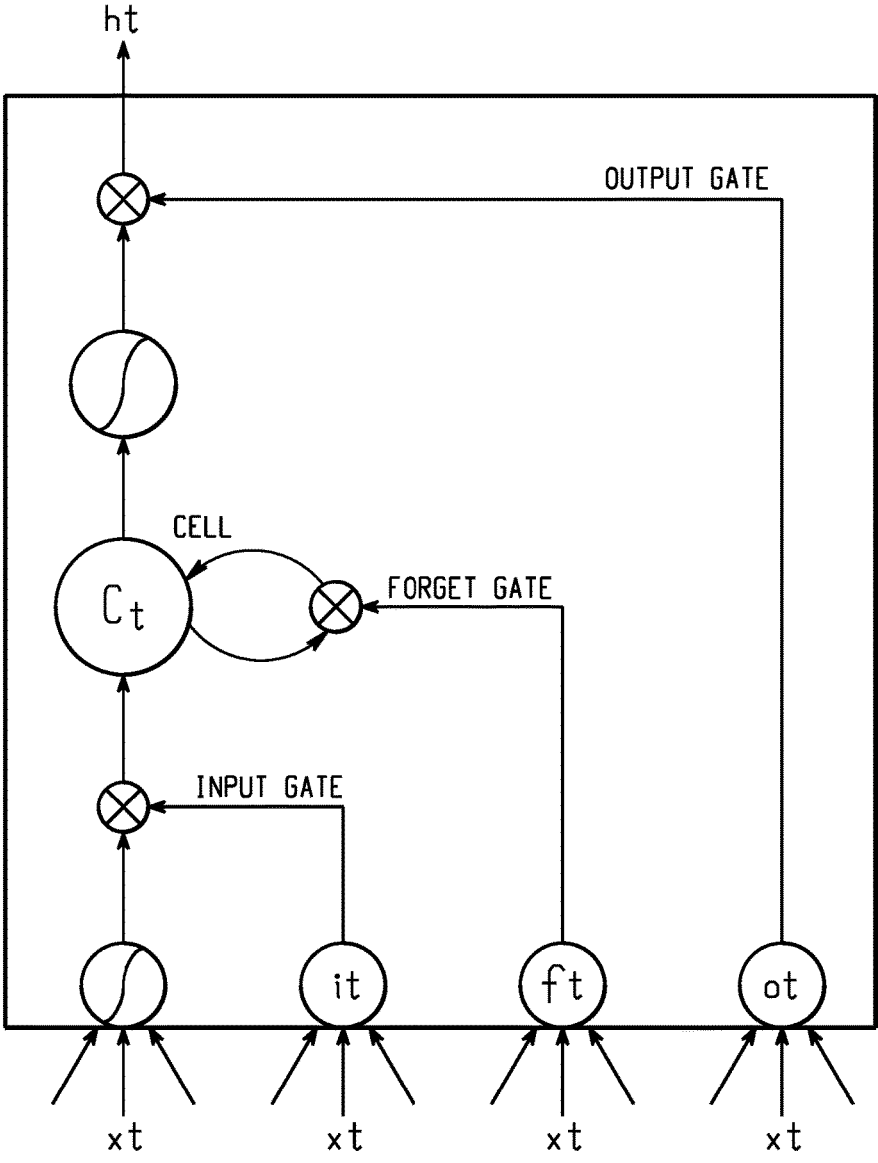 ht
OUTPUT GATE
CELL
Ct
FORGET GATE
INPUT GATE
it
ft
ot
xt
xt
xt
xt